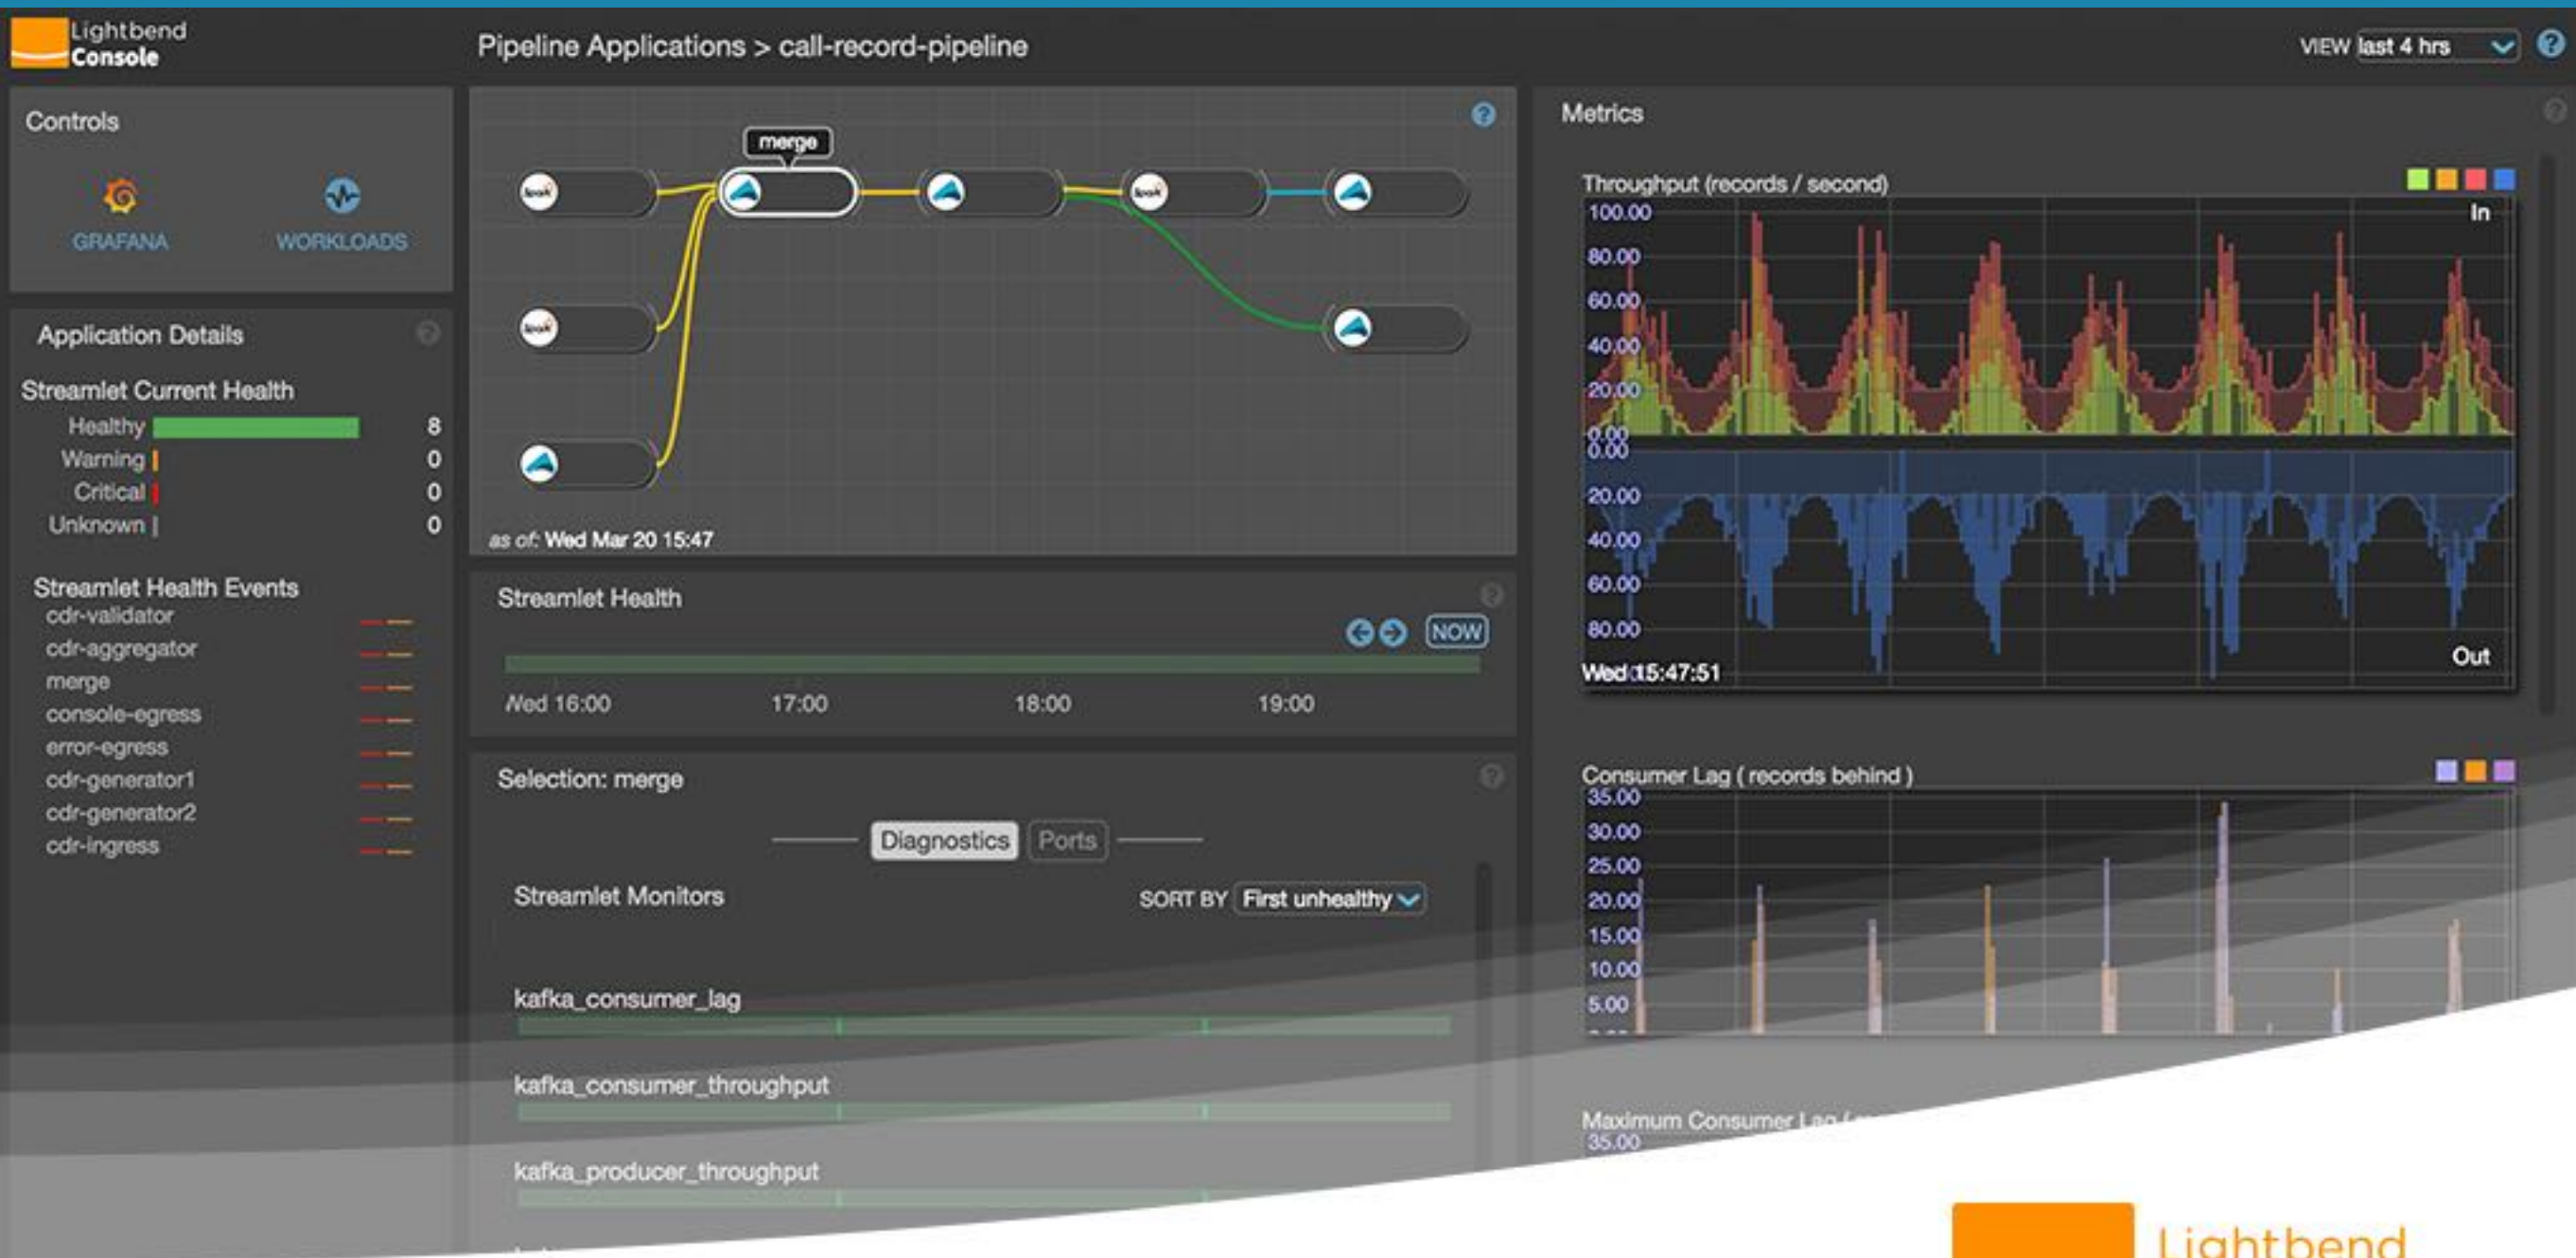 Lightbend
Console
Pipeline Applications > call-record-pipeline
VIEW last 4 hrs
?
Controls
GRAFANA
WORKLOADS
Application Details
?
Streamlet Current Health
Healthy 8
Warning 0
Critical 0
Unknown 0
Streamlet Health Events
cdr-validator
cdr-aggregator
merge
console-egress
error-egress
cdr-generator1
cdr-generator2
cdr-ingress
?
merge
as of: Wed Mar 20 15:47
Streamlet Health
?
NOW
Wed 16:00
17:00
18:00
19:00
Selection: merge
?
Diagnostics
Ports
Streamlet Monitors
SORT BY First unhealthy
kafka_consumer_lag
kafka_consumer_throughput
kafka_producer_throughput
Metrics
?
Throughput (records / second)
100.00
In
80.00
60.00
40.00
20.00
0.00
0.00
20.00
40.00
60.00
80.00
Out
Wed 15:47:51
Consumer Lag ( records behind )
35.00
30.00
25.00
20.00
15.00
10.00
5.00
Maximum Consumer Lag
35.00
Lightbend